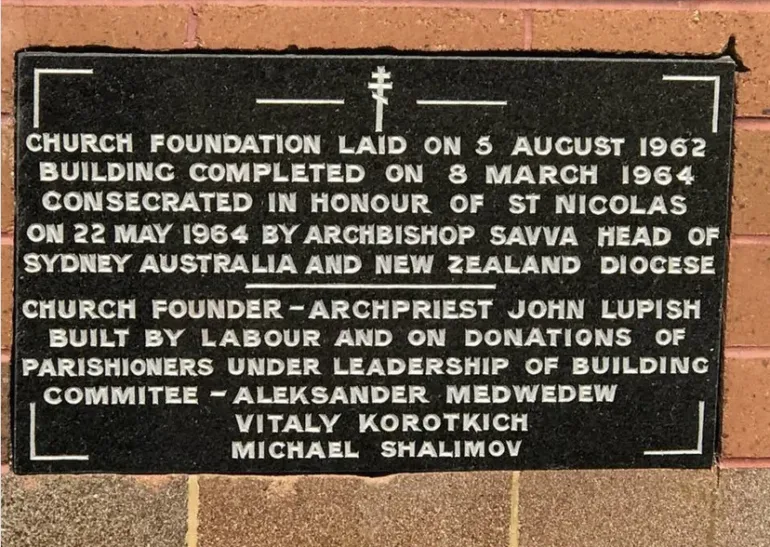 CHURCH FOUNDATION LAID ON 5 AUGUST 1962
BUILDING COMPLETED ON 8 MARCH 1964
CONSECRATED IN HONOUR OF ST NICOLAS
ON 22 MAY 1964 BY ARCHBISHOP SAVVA HEAD OF
SYDNEY AUSTRALIA AND NEW ZEALAND DIOCESE
CHURCH FOUNDER – ARCHPRIEST JOHN LUPISH
BUILT BY LABOUR AND ON DONATIONS OF
PARISHIONERS UNDER LEADERSHIP OF BUILDING
COMMITEE – ALEKSANDER MEDWEDEW
VITALY KOROTKICH
MICHAEL SHALIMOV